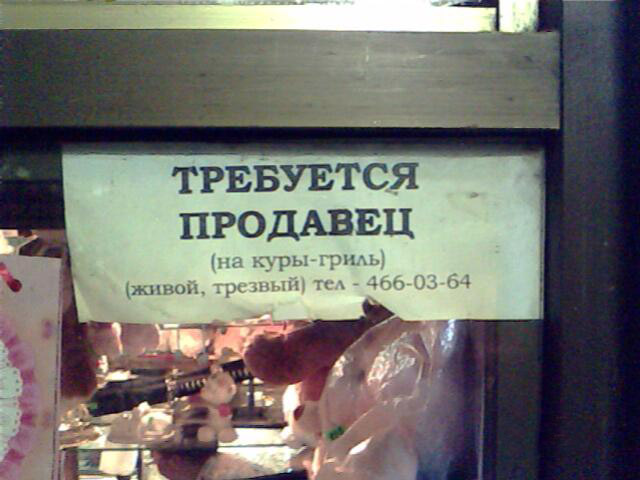 ТРЕБУЕТСЯ
ПРОДАВЕЦ
(на куры-гриль)
(живой, трезвый) тел - 466-03-64